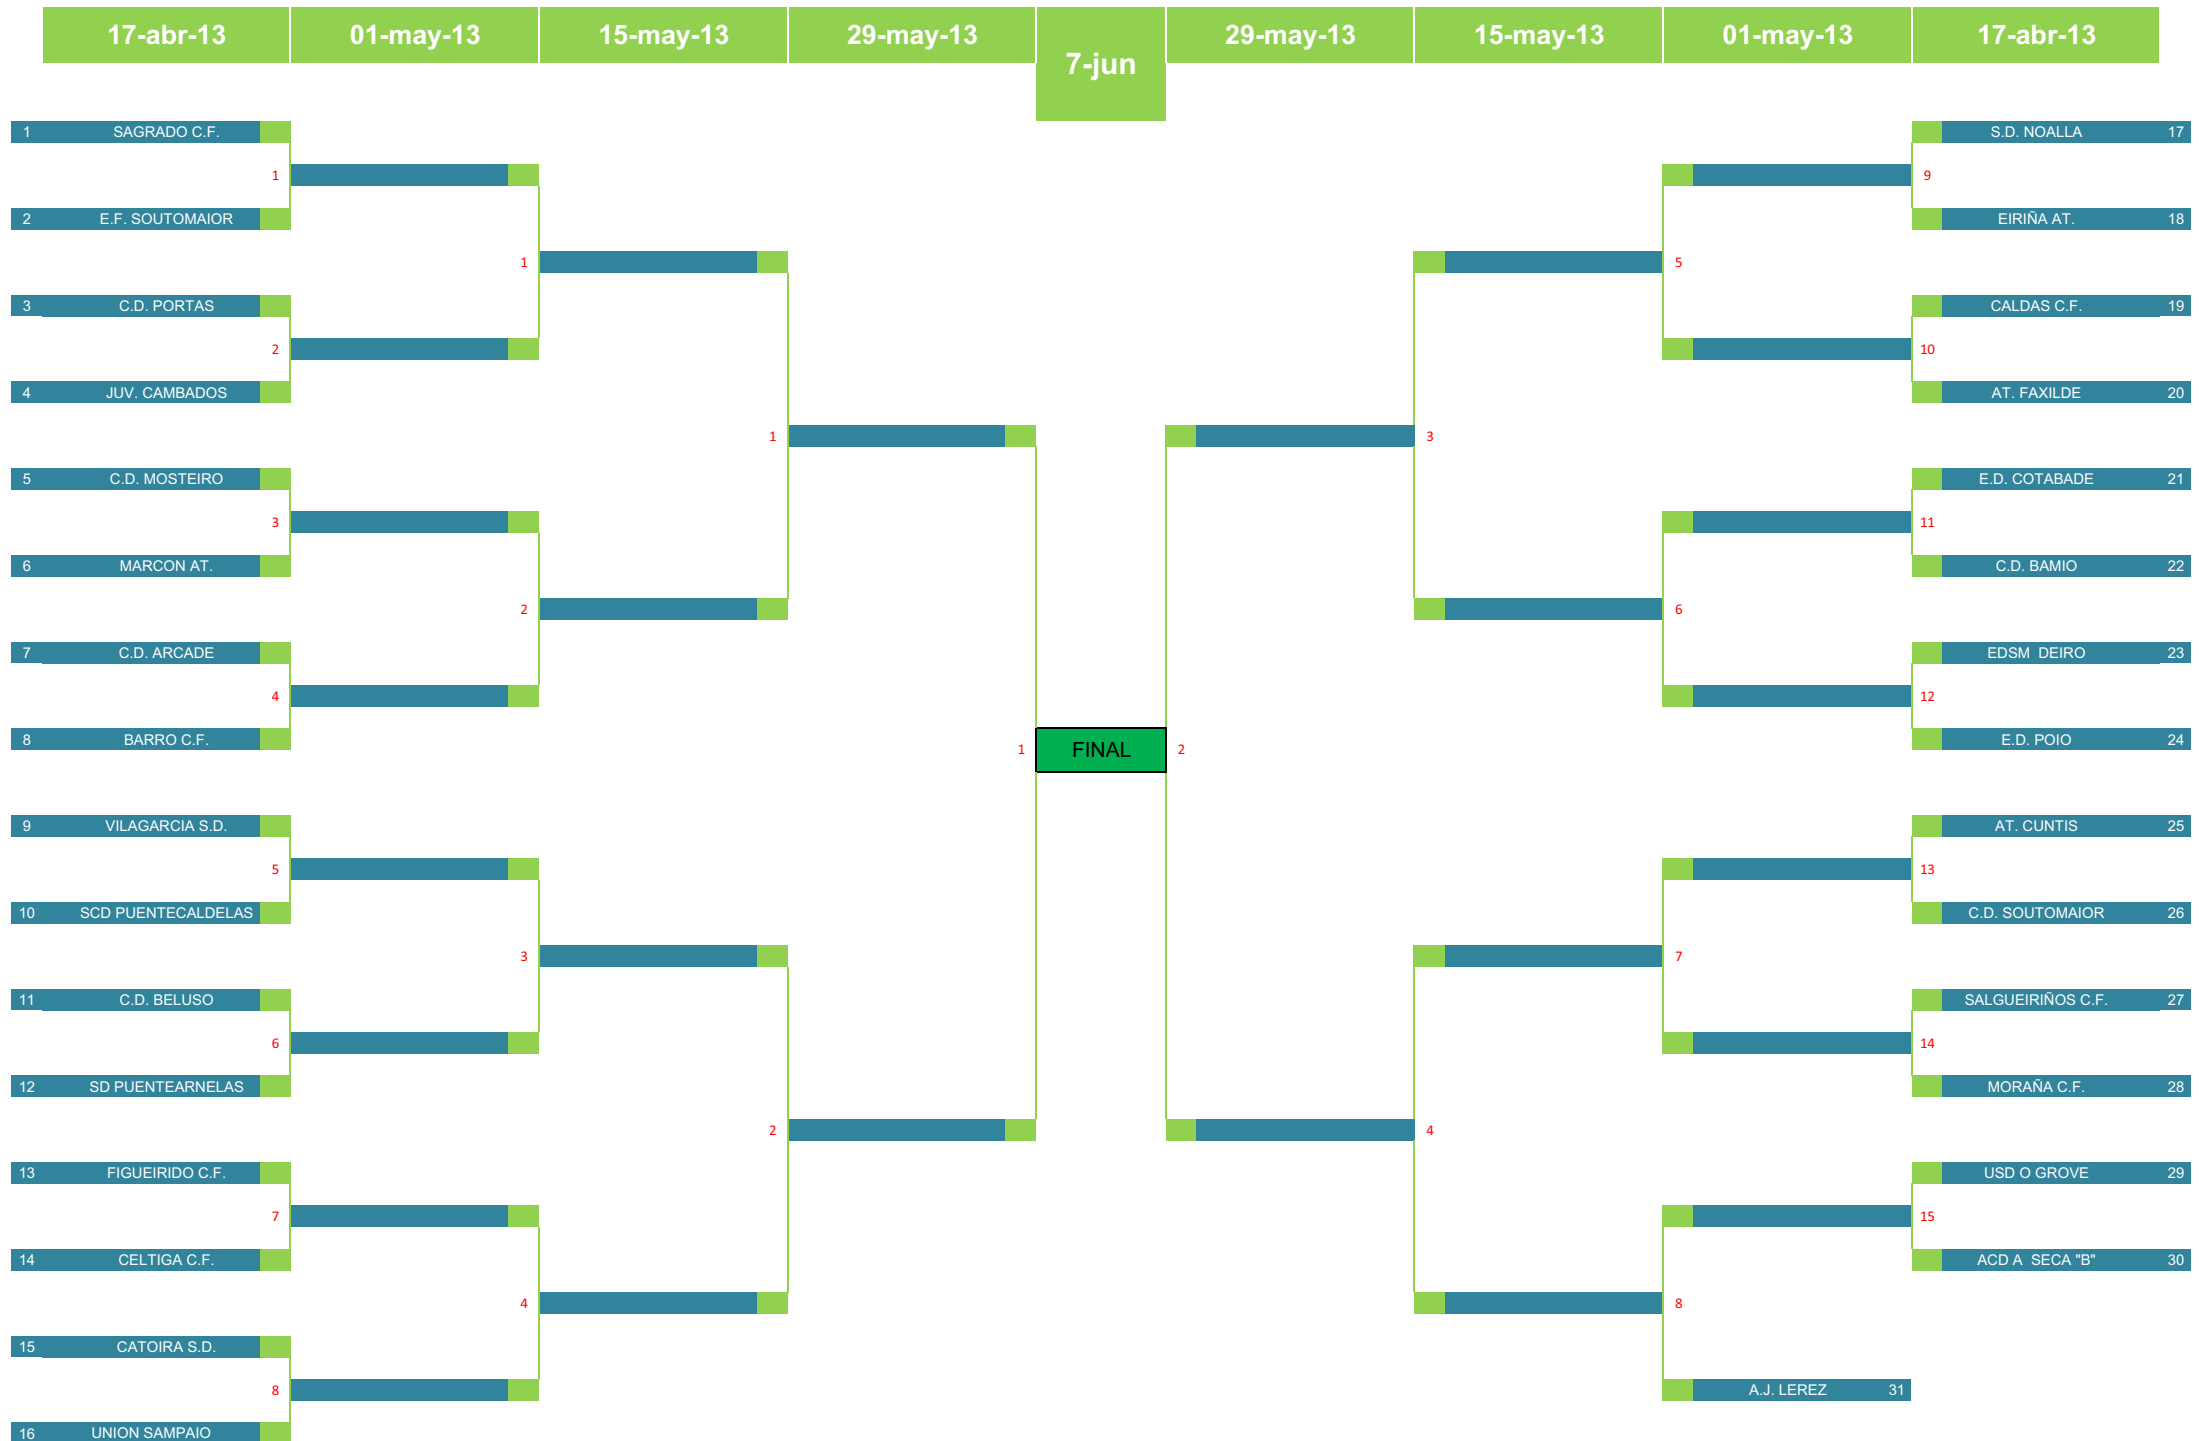 17-abr-13 01-may-13 15-may-13 29-may-13 7-jun 29-may-13 15-may-13 01-may-13 17-abr-13
1 SAGRADO C.F. S.D. NOALLA 17
1 9
2 E.F. SOUTOMAIOR EIRIÑA AT. 18
1 5
3 C.D. PORTAS CALDAS C.F. 19
2 10
4 JUV. CAMBADOS AT. FAXILDE 20
1 3
5 C.D. MOSTEIRO E.D. COTABADE 21
3 11
6 MARCON AT. C.D. BAMIO 22
2 6
7 C.D. ARCADE EDSM DEIRO 23
4 12
8 BARRO C.F. E.D. POIO 24
1 FINAL 2
9 VILAGARCIA S.D. AT. CUNTIS 25
5 13
10 SCD PUENTECALDELAS C.D. SOUTOMAIOR 26
3 7
11 C.D. BELUSO SALGUEIRIÑOS C.F. 27
6 14
12 SD PUENTEARNELAS MORAÑA C.F. 28
2 4
13 FIGUEIRIDO C.F. USD O GROVE 29
7 15
14 CELTIGA C.F. ACD A SECA "B" 30
4 8
15 CATOIRA S.D.
8 A.J. LEREZ 31
16 UNION SAMPAIO